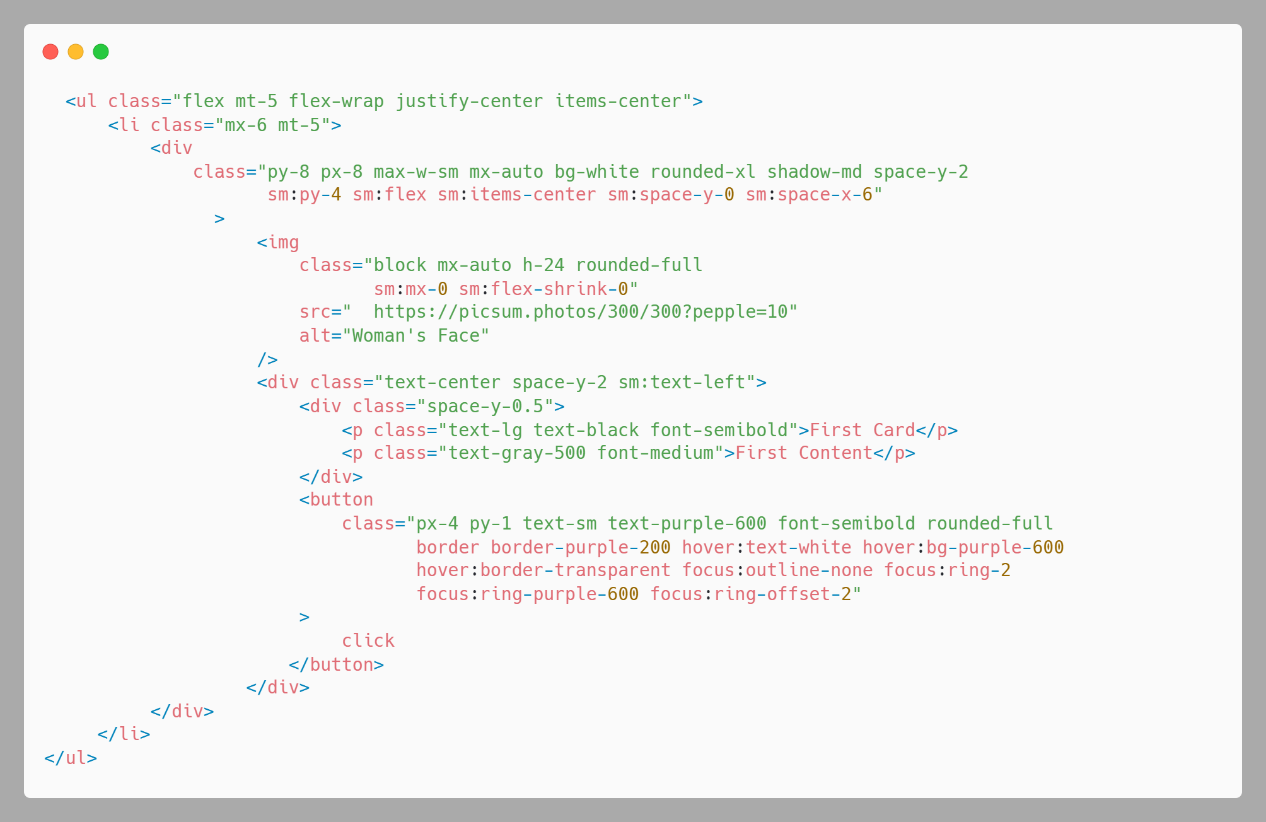 <ul class="flex mt-5 flex-wrap justify-center items-center">
<li class="mx-6 mt-5">
<div
class="py-8 px-8 max-w-sm mx-auto bg-white rounded-xl shadow-md space-y-2
sm:py-4 sm:flex sm:items-center sm:space-y-0 sm:space-x-6"
>
<img
class="block mx-auto h-24 rounded-full
sm:mx-0 sm:flex-shrink-0"
src="  https://picsum.photos/300/300?pepple=10"
alt="Woman's Face"
/>
<div class="text-center space-y-2 sm:text-left">
<div class="space-y-0.5">
<p class="text-lg text-black font-semibold">First Card</p>
<p class="text-gray-500 font-medium">First Content</p>
</div>
<button
class="px-4 py-1 text-sm text-purple-600 font-semibold rounded-full
border border-purple-200 hover:text-white hover:bg-purple-600
hover:border-transparent focus:outline-none focus:ring-2
focus:ring-purple-600 focus:ring-offset-2"
>
click
</button>
</div>
</div>
</li>
</ul>